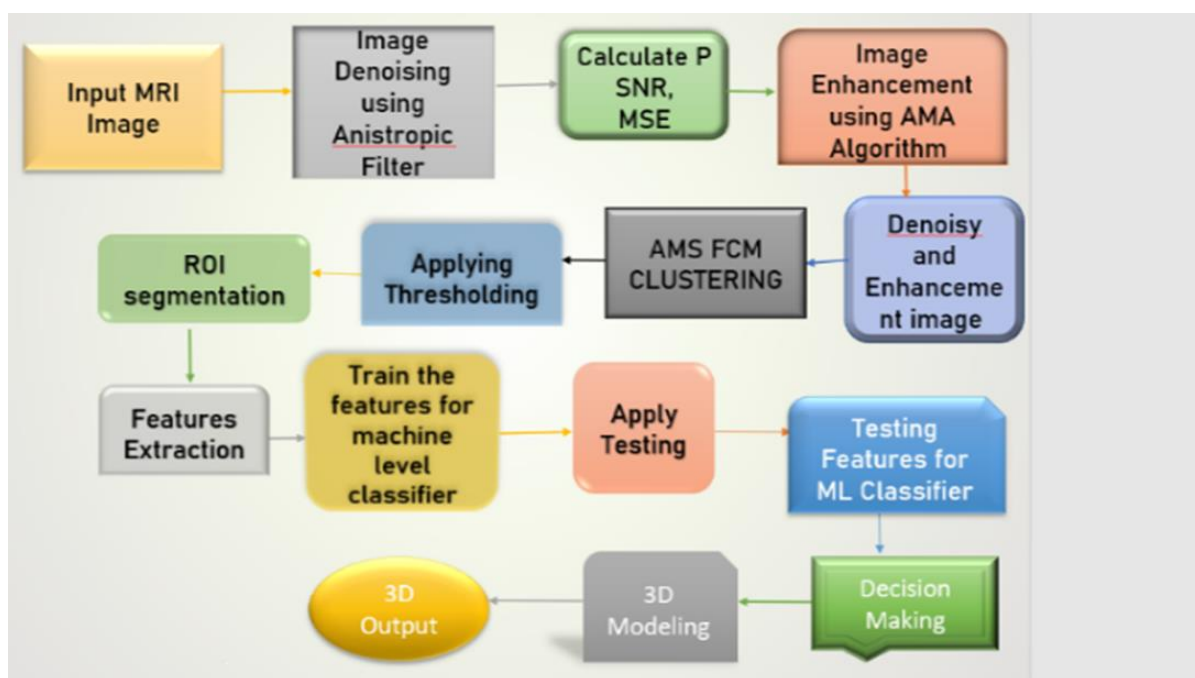 Input MRI
Image
Image
Denoising
using
Anistropic
Filter
Calculate P
SNR,
MSE
Image
Enhancement
using AMA
Algorithm
Denoisy
and
Enhanceme
nt image
AMS FCM
CLUSTERING
Applying
Thresholding
ROI
segmentation
Features
Extraction
Train the
features for
machine
level
classifier
Apply
Testing
Testing
Features for
ML Classifier
Decision
Making
3D
Modeling
3D
Output